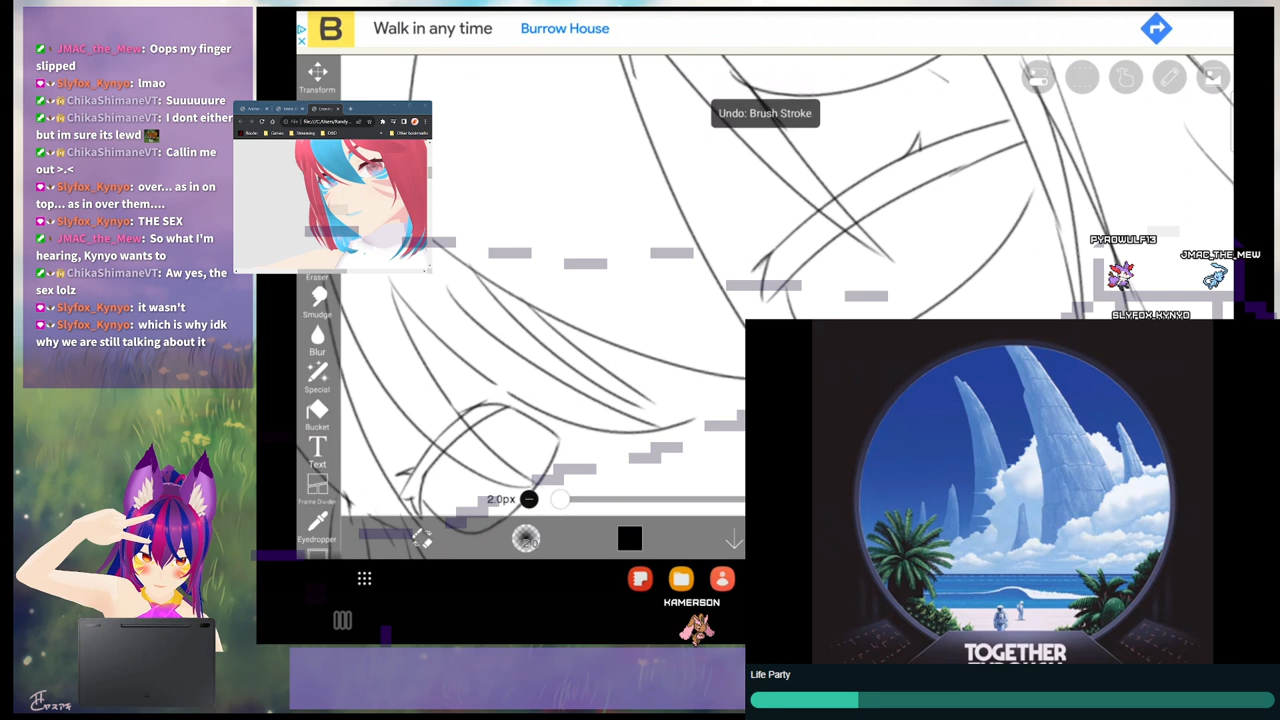 JMAC_the_Mew: Oops my finger
slipped
Slyfox_Kynyo: lmao
ChikaShimaneVT: Suuuuure
ChikaShimaneVT: I dont either
but im sure its lewd
ChikaShimaneVT: Callin me
out >.<
Slyfox_Kynyo: over... as in on
top... as in over them....
Slyfox_Kynyo: THE SEX
JMAC_the_Mew: So what I'm
hearing, Kynyo wants to
ChikaShimaneVT: Aw yes, the
sex lolz
Slyfox_Kynyo: it wasn't
Slyfox_Kynyo: which is why idk
why we are still talking about it
B
Walk in any time
Burrow House
Transform
Undo: Brush Stroke
Other bookmarks
Eraser
Smudge
Blur
Special
Bucket
Text
Frame Divider
Eyedropper
2.0px
PYROWULF13
JMAC_THE_MEW
SLYFOX_KYNYO
KAMERSON
TOGETHER
THROUGH
Life Party